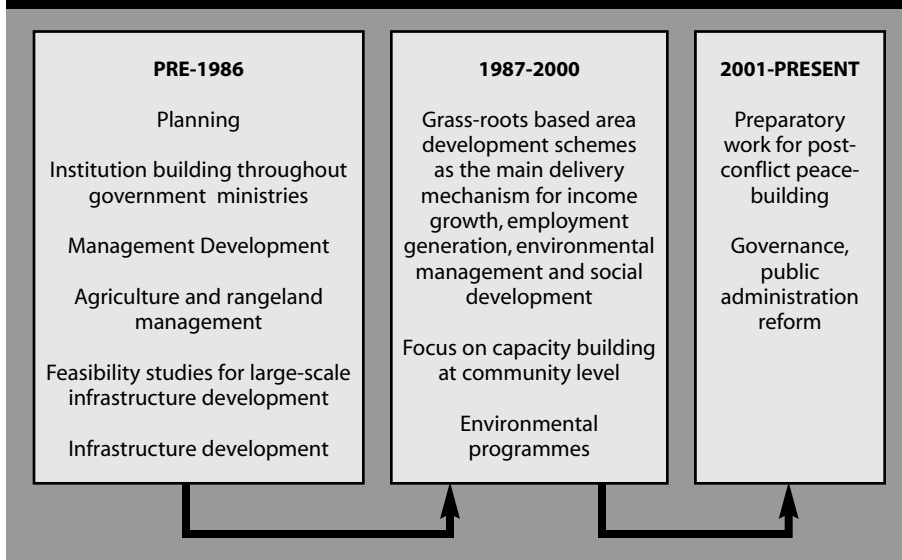 PRE-1986
Planning
Institution building throughout
government ministries
Management Development
Agriculture and rangeland
management
Feasibility studies for large-scale
infrastructure development
Infrastructure development
1987-2000
Grass-roots based area
development schemes
as the main delivery
mechanism for income
growth, employment
generation, environmental
management and social
development
Focus on capacity building
at community level
Environmental
programmes
2001-PRESENT
Preparatory
work for post-
conflict peace-
building
Governance,
public
administration
reform